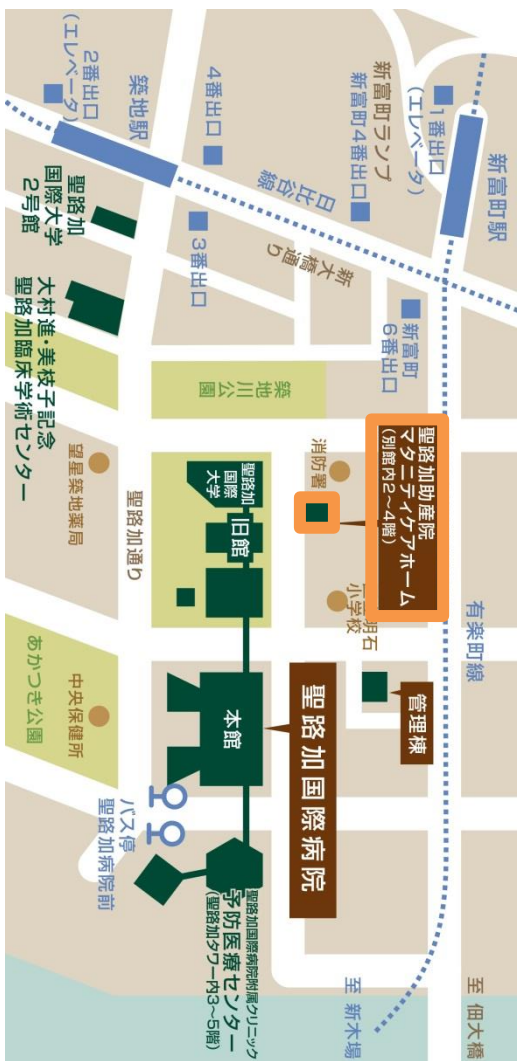 2番出口
(エレベータ)
築地駅
4番出口
新富町ランプ
新富町4番出口
1番出口
(エレベータ)
新富町駅
日比谷線
新大橋通り
3番出口
新富町
6番出口
聖路加
国際大学
2号館
大村進・美枝子記念
聖路加臨床学術センター
築地川公園
聖路加助産院
マタニティケアホーム
(別館内2~4階)
消防署
聖路加
国際
大学
旧館
望星築地薬局
聖路加通り
明石
小学校
有楽町線
管理棟
聖路加国際病院
本館
中央保健所
あかつき公園
バス停
聖路加病院前
聖路加国際病院附属クリニック
予防医療センター
(聖路加タワー内3~5階)
至 新木場
至 佃大橋